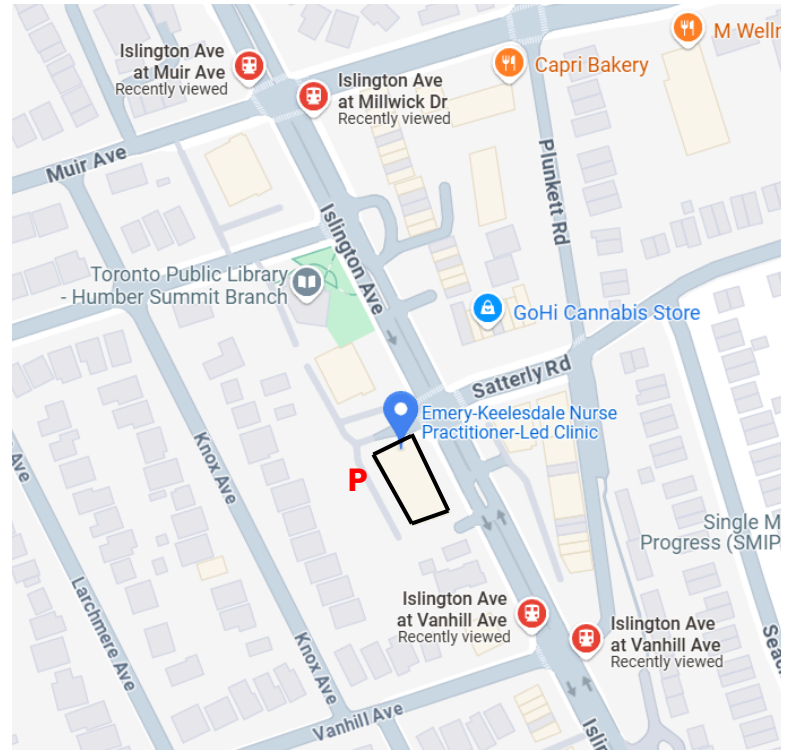 Islington Ave
at Muir Ave
Recently viewed
Islington Ave
at Millwick Dr
Recently viewed
Capri Bakery
M Welln
Muir Ave
Plunkett Rd
Islington Ave
Toronto Public Library
- Humber Summit Branch
GoHi Cannabis Store
Satterly Rd
Emery-Keelesdale Nurse
Practitioner-Led Clinic
Knox Ave
Ave
P
Single M
Progress (SMIP
Larchmere Ave
Islington Ave
at Vanhill Ave
Recently viewed
Islington Ave
at Vanhill Ave
Recently viewed
Knox Ave
Vanhill Ave
Islin
Seac